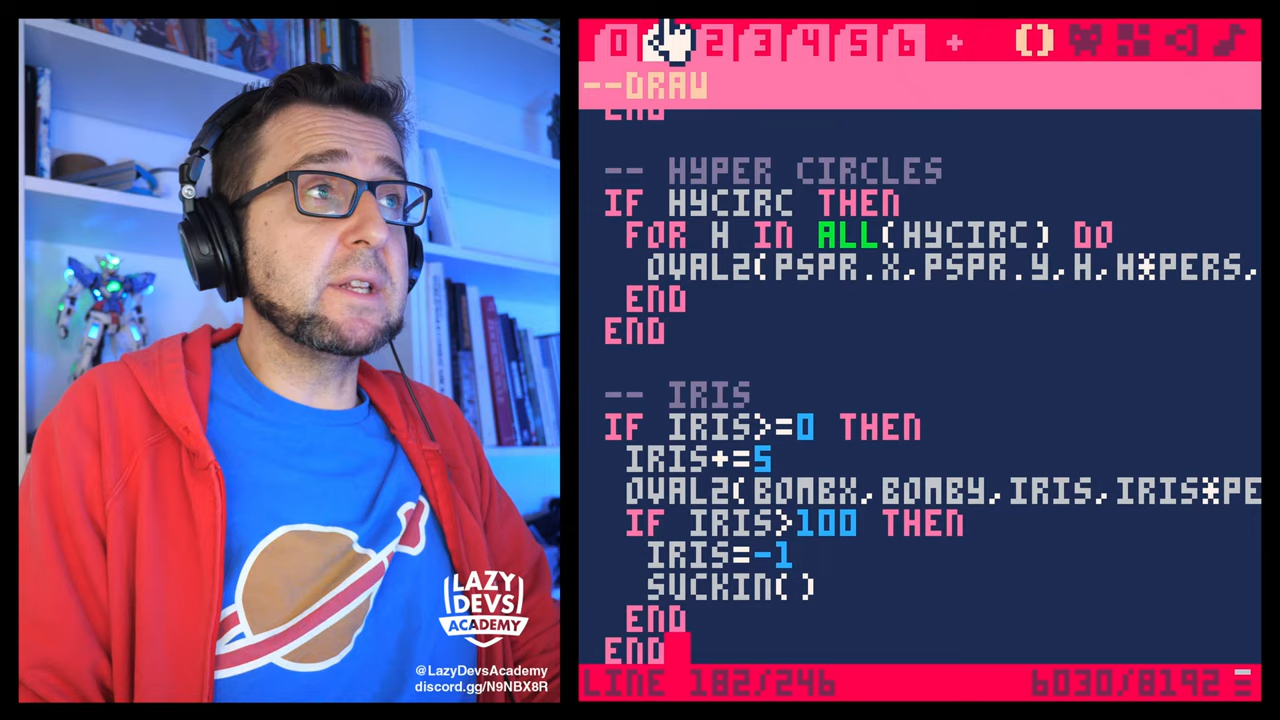 0 2 3 4 5 6 + ()
--DRAW
END
-- HYPER CIRCLES
IF HYCIRC THEN
FOR H IN ALL(HYCIRC) DO
OVAL2(PSPR.X,PSPR.Y,H,H*PERS,
END
END
-- IRIS
IF IRIS>=0 THEN
IRIS+=5
OVAL2(BOMBX,BOMBY,IRIS,IRIS*PE
IF IRIS>100 THEN
IRIS=-1
SUCKIN()
END
END
LINE 182/246 6030/8192
LAZY
DEVS
ACADEMY
@LazyDevsAcademy
discord.gg/N9NBX8R